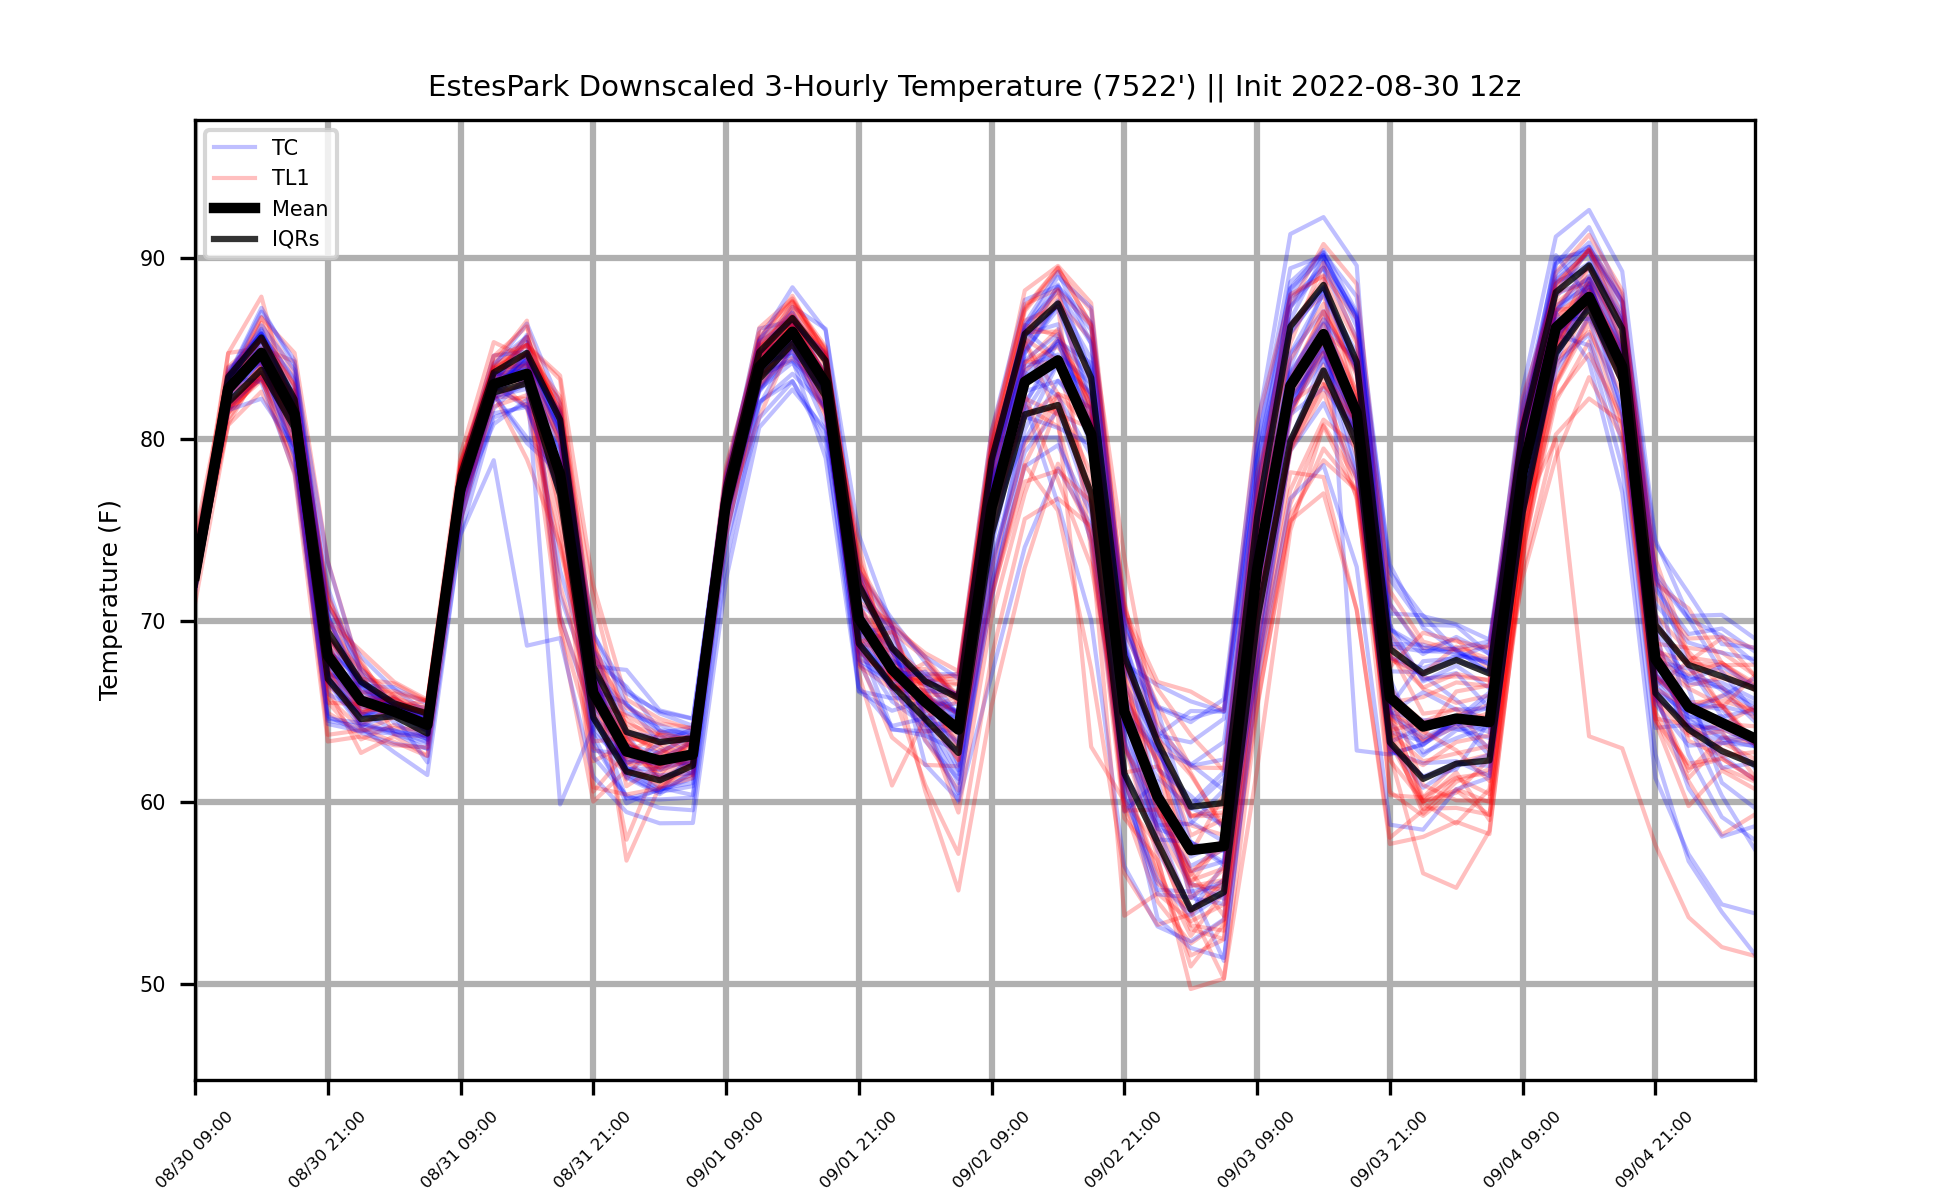 EstesPark Downscaled 3-Hourly Temperature (7522') || Init 2022-08-30 12z
TC
TL1
Mean
IQRs
Temperature (F)
90
80
70
60
50
08/30 09:00
08/30 21:00
08/31 09:00
08/31 21:00
09/01 09:00
09/01 21:00
09/02 09:00
09/02 21:00
09/03 09:00
09/03 21:00
09/04 09:00
09/04 21:00